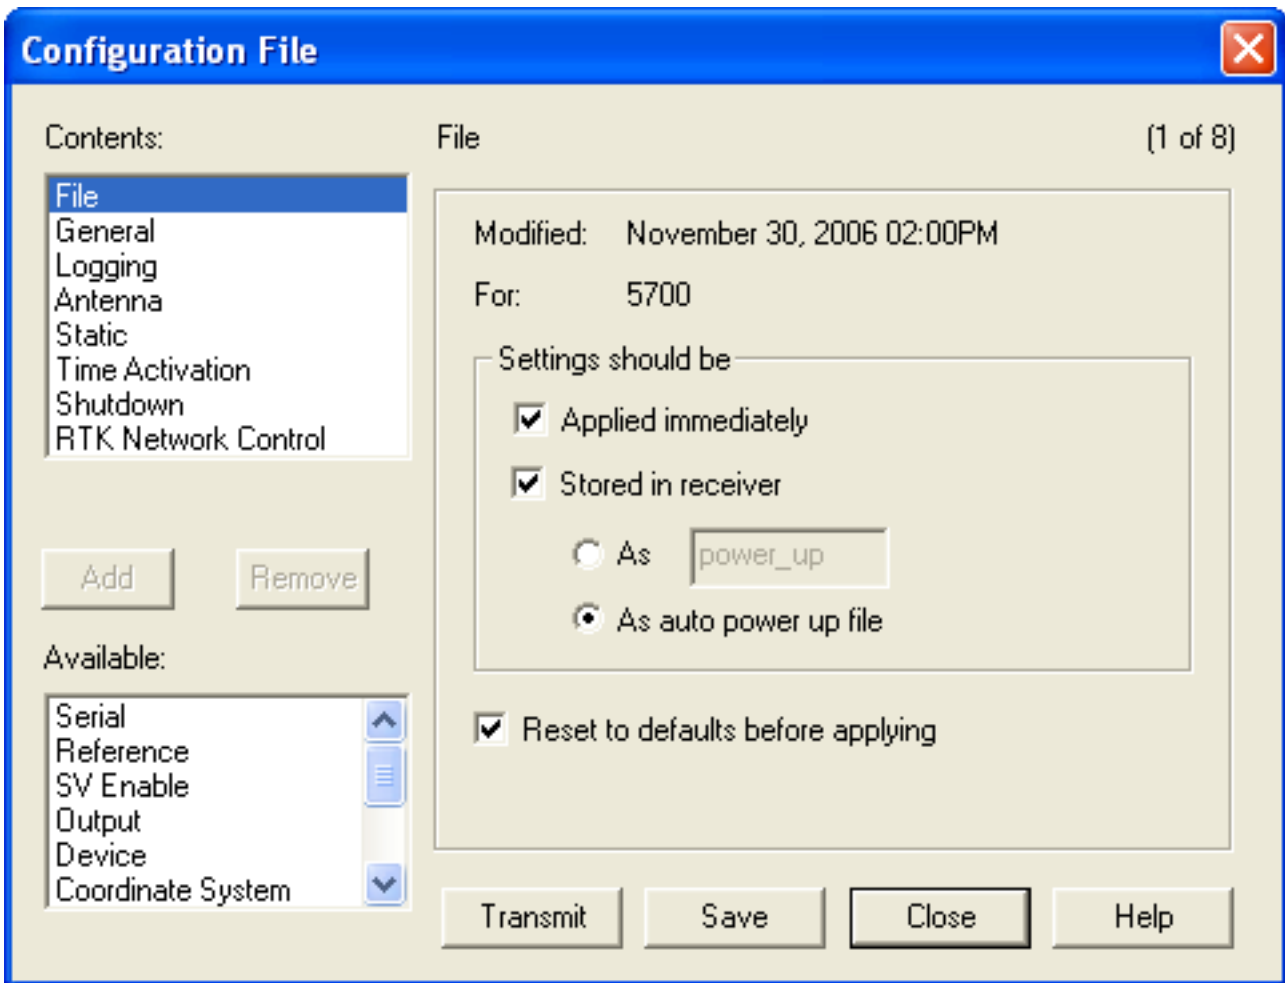 Configuration File
Contents:
File
General
Logging
Antenna
Static
Time Activation
Shutdown
RTK Network Control
Add
Remove
Available:
Serial
Reference
SV Enable
Output
Device
Coordinate System
File
(1 of 8)
Modified: November 30, 2006 02:00PM
For: 5700
Settings should be
Applied immediately
Stored in receiver
As power_up
As auto power up file
Reset to defaults before applying
Transmit
Save
Close
Help